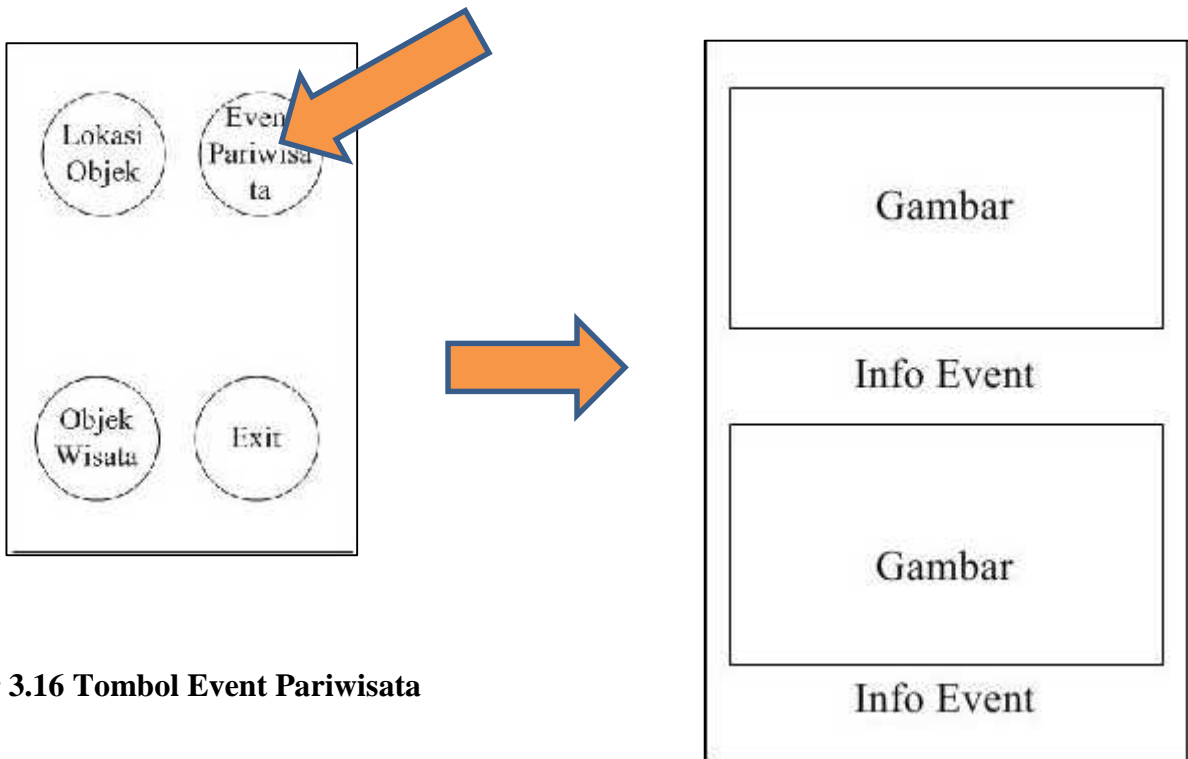 Lokasi
Objek
Even
Pariwisa
ta
Objek
Wisata
Exit
3.16 Tombol Event Pariwisata
Gambar
Info Event
Gambar
Info Event